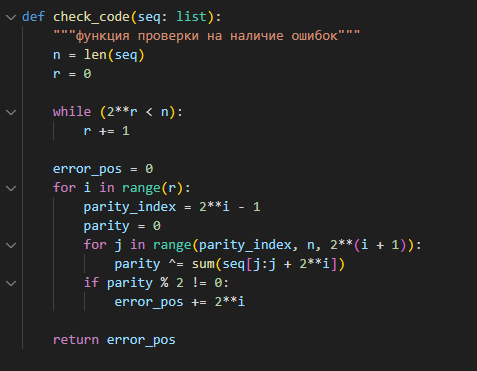 def check_code(seq: list):
    """функция проверки на наличие ошибок"""
    n = len(seq)
    r = 0
    while (2**r < n):
        r += 1
    error_pos = 0
    for i in range(r):
        parity_index = 2**i - 1
        parity = 0
        for j in range(parity_index, n, 2**(i + 1)):
            parity ^= sum(seq[j:j + 2**i])
        if parity % 2 != 0:
            error_pos += 2**i
    return error_pos